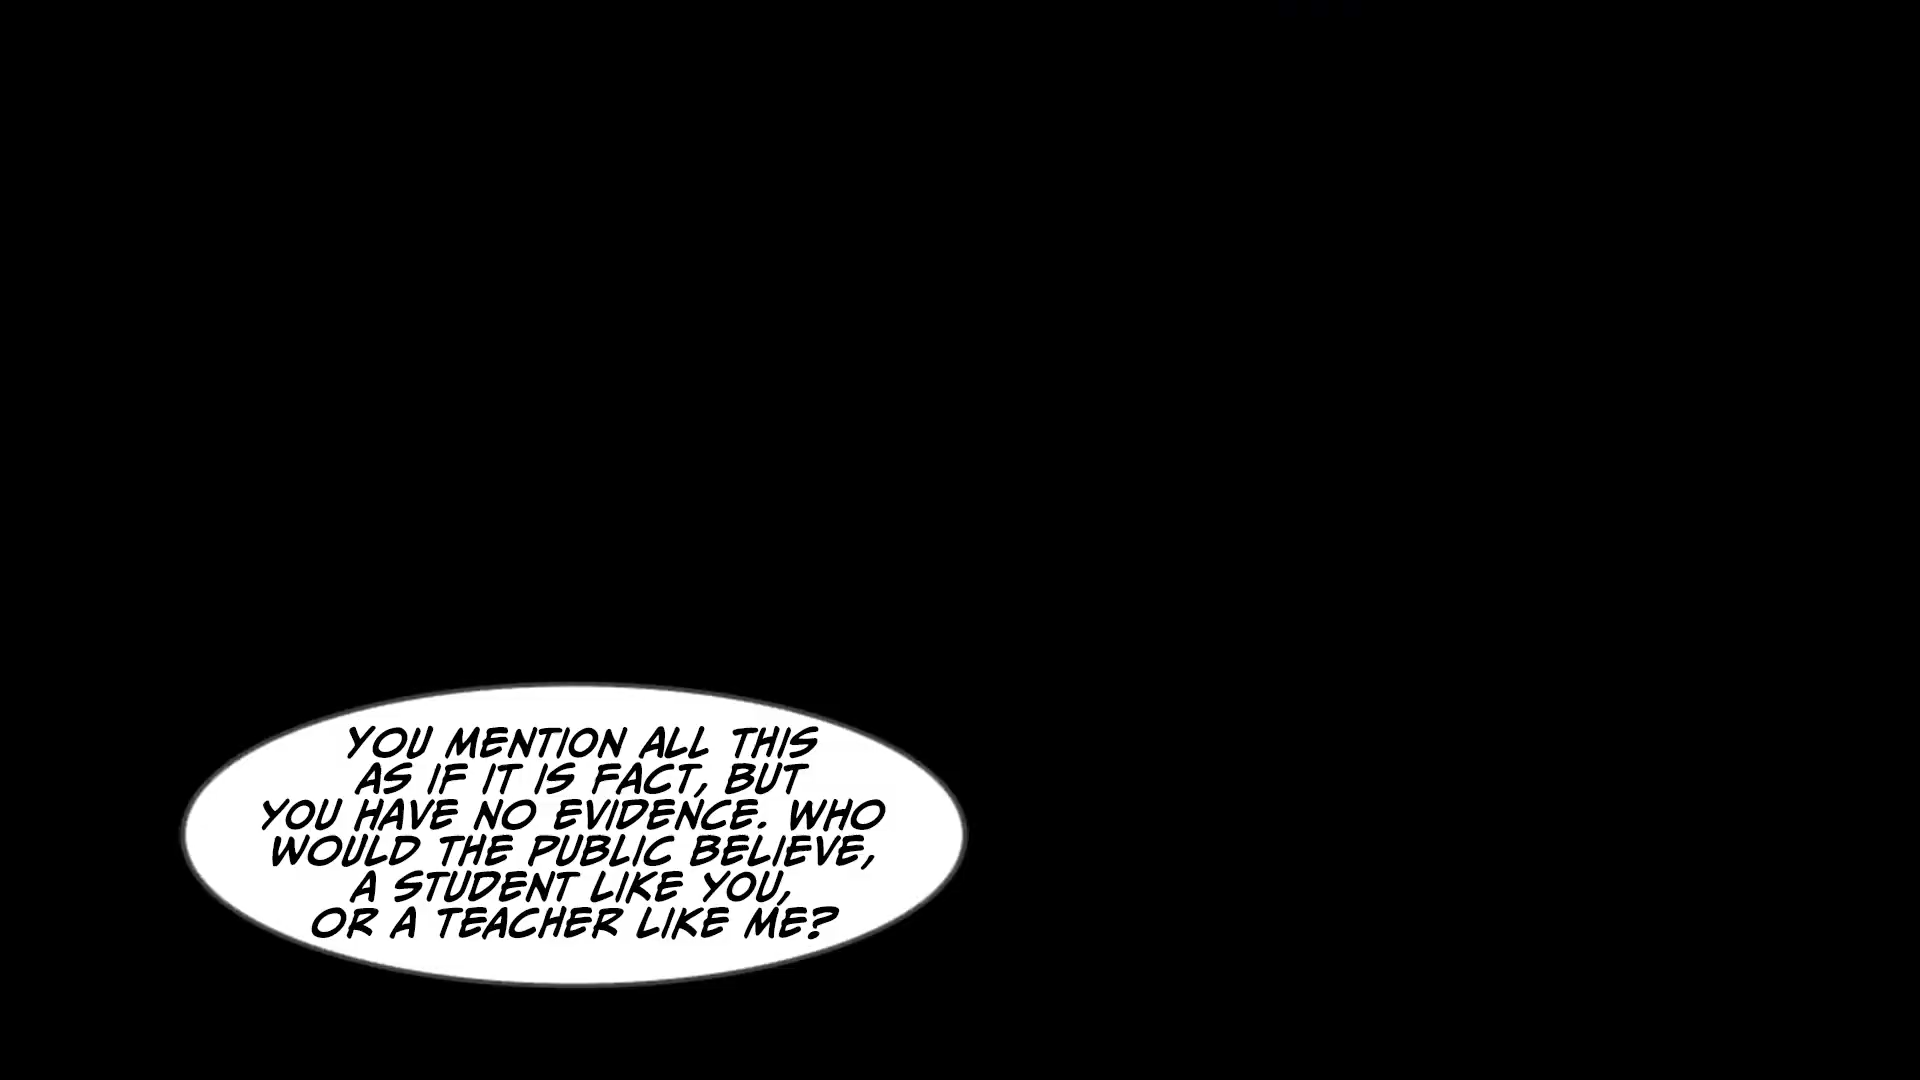 YOU MENTION ALL THIS
AS IF IT IS FACT, BUT
YOU HAVE NO EVIDENCE. WHO
WOULD THE PUBLIC BELIEVE,
A STUDENT LIKE YOU,
OR A TEACHER LIKE ME?